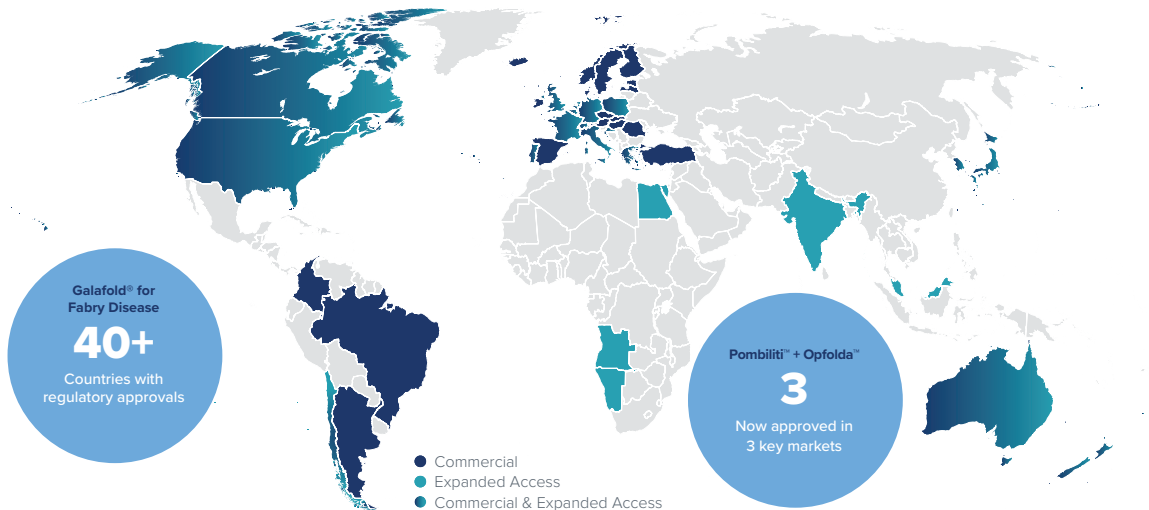 Galafold® for
Fabry Disease
40+
Countries with
regulatory approvals
Pombiliti™ + Opfolda™
3
Now approved in
3 key markets
Commercial
Expanded Access
Commercial & Expanded Access